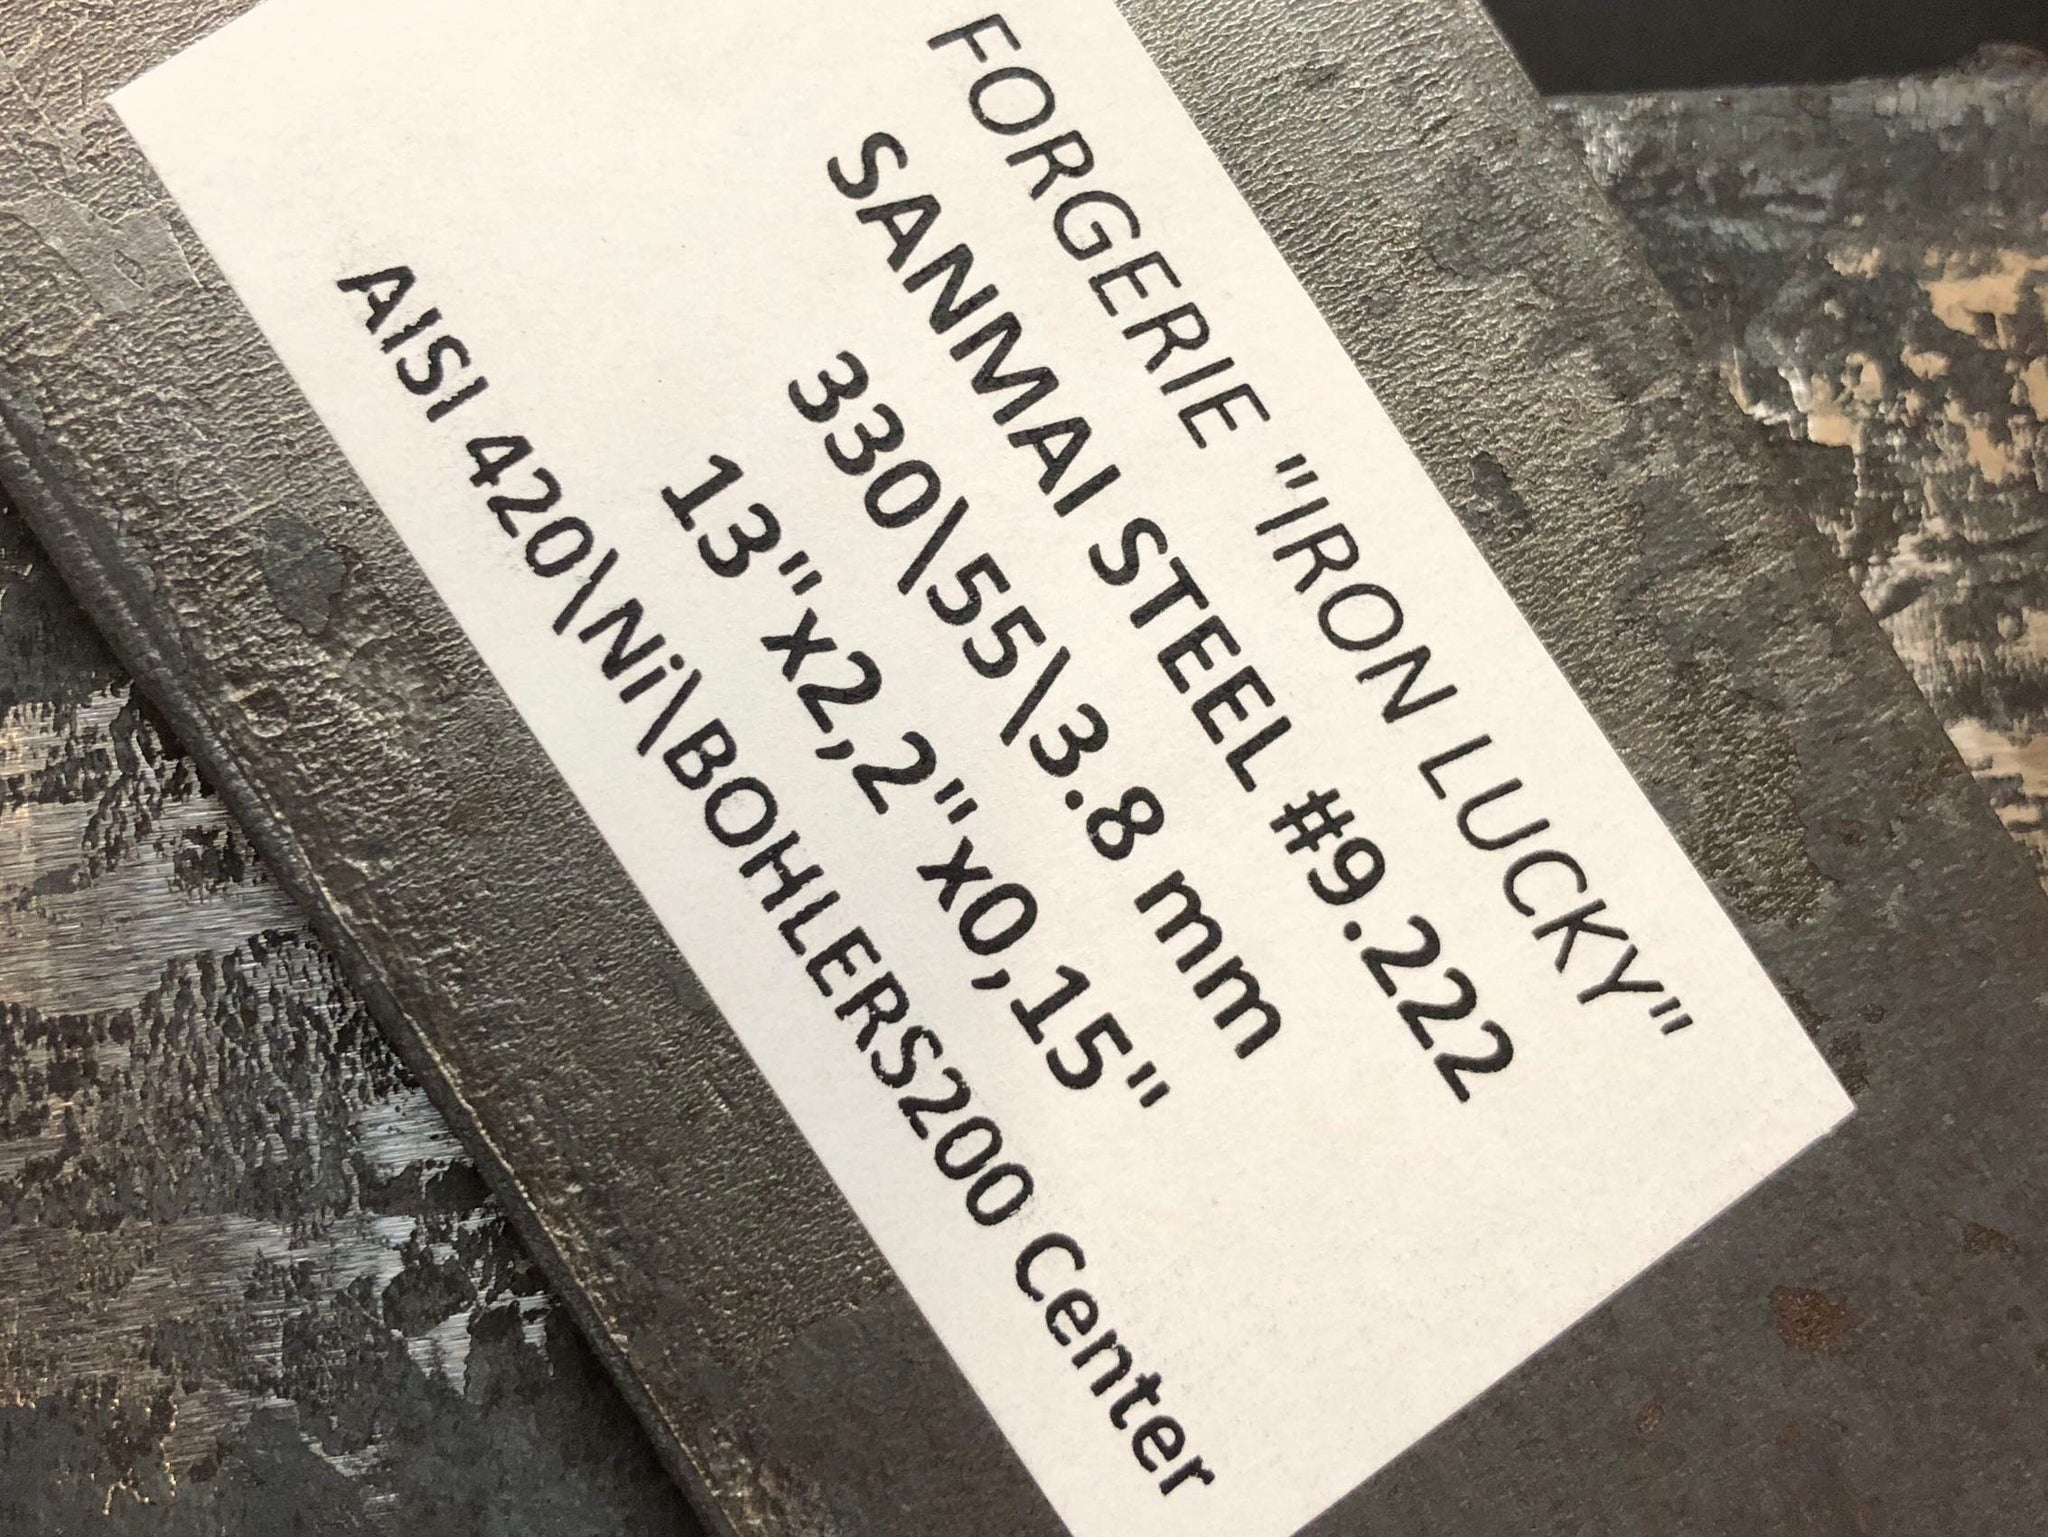 FORGERIE "IRON LUCKY"
SANMAI STEEL #9.222
330\55\3.8 mm
13"x2,2"x0,15"
AISI 420\Ni\BOHLERS200 Center